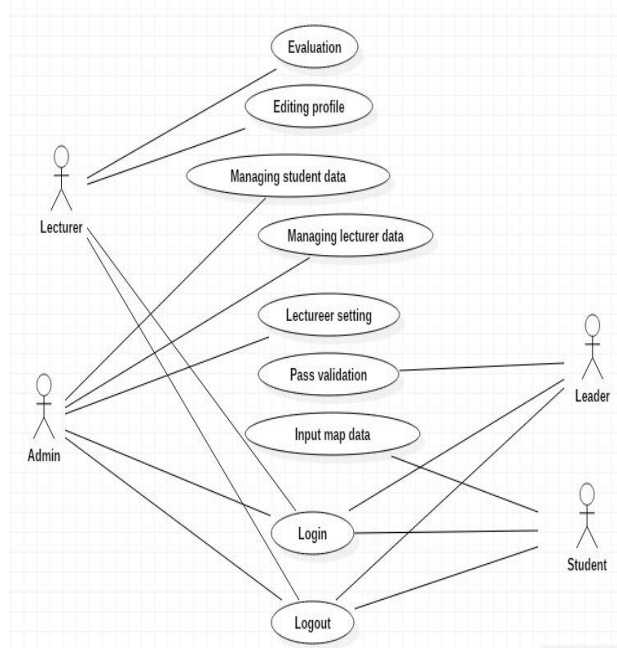 Evaluation
Editing profile
Managing student data
Lecturer
Managing lecturer data
Lectureer setting
Pass validation
Leader
Input map data
Admin
Login
Student
Logout